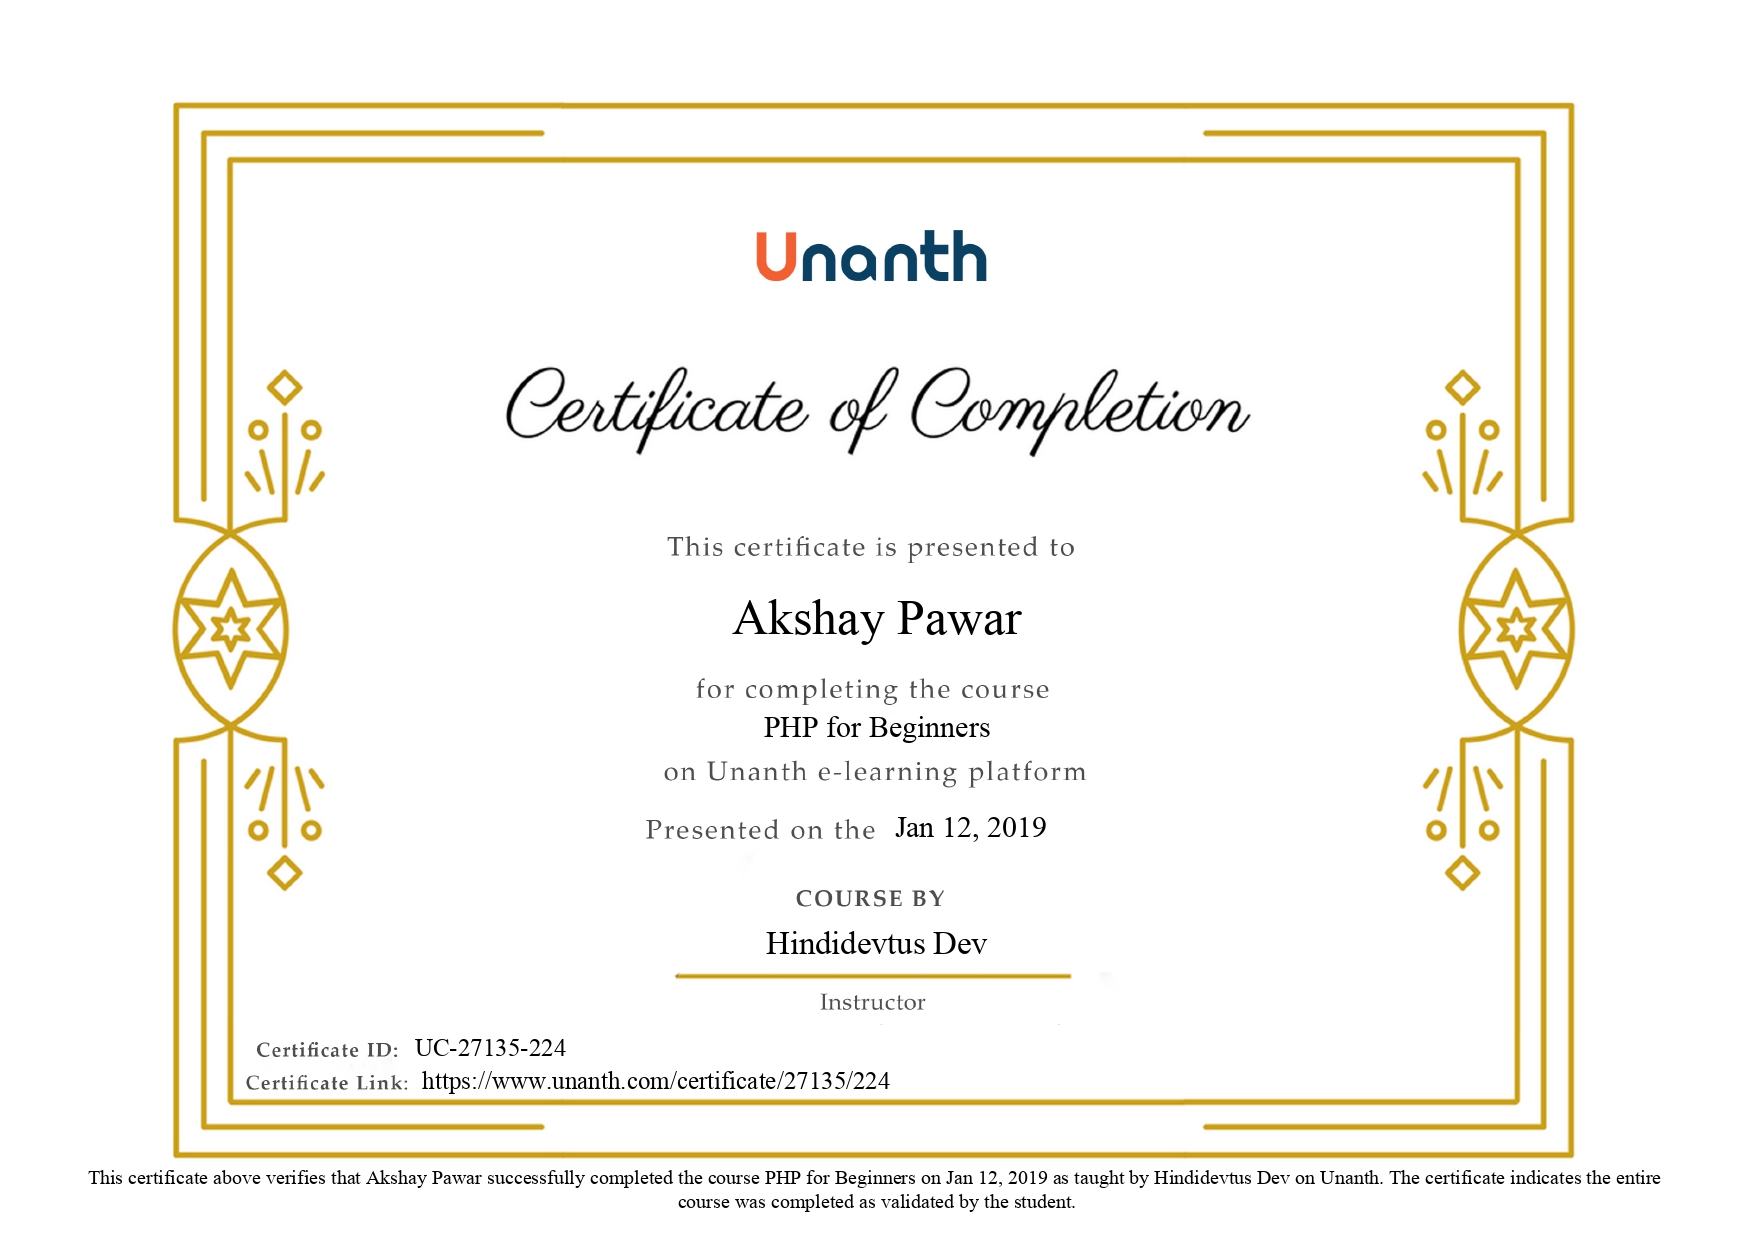 Unanth
Certificate of Completion
This certificate is presented to
Akshay Pawar
for completing the course
PHP for Beginners
on Unanth e-learning platform
Presented on the Jan 12, 2019
COURSE BY
Hindidevtus Dev
Instructor
Certificate ID: UC-27135-224
Certificate Link: https://www.unanth.com/certificate/27135/224
This certificate above verifies that Akshay Pawar successfully completed the course PHP for Beginners on Jan 12, 2019 as taught by Hindidevtus Dev on Unanth. The certificate indicates the entire
course was completed as validated by the student.